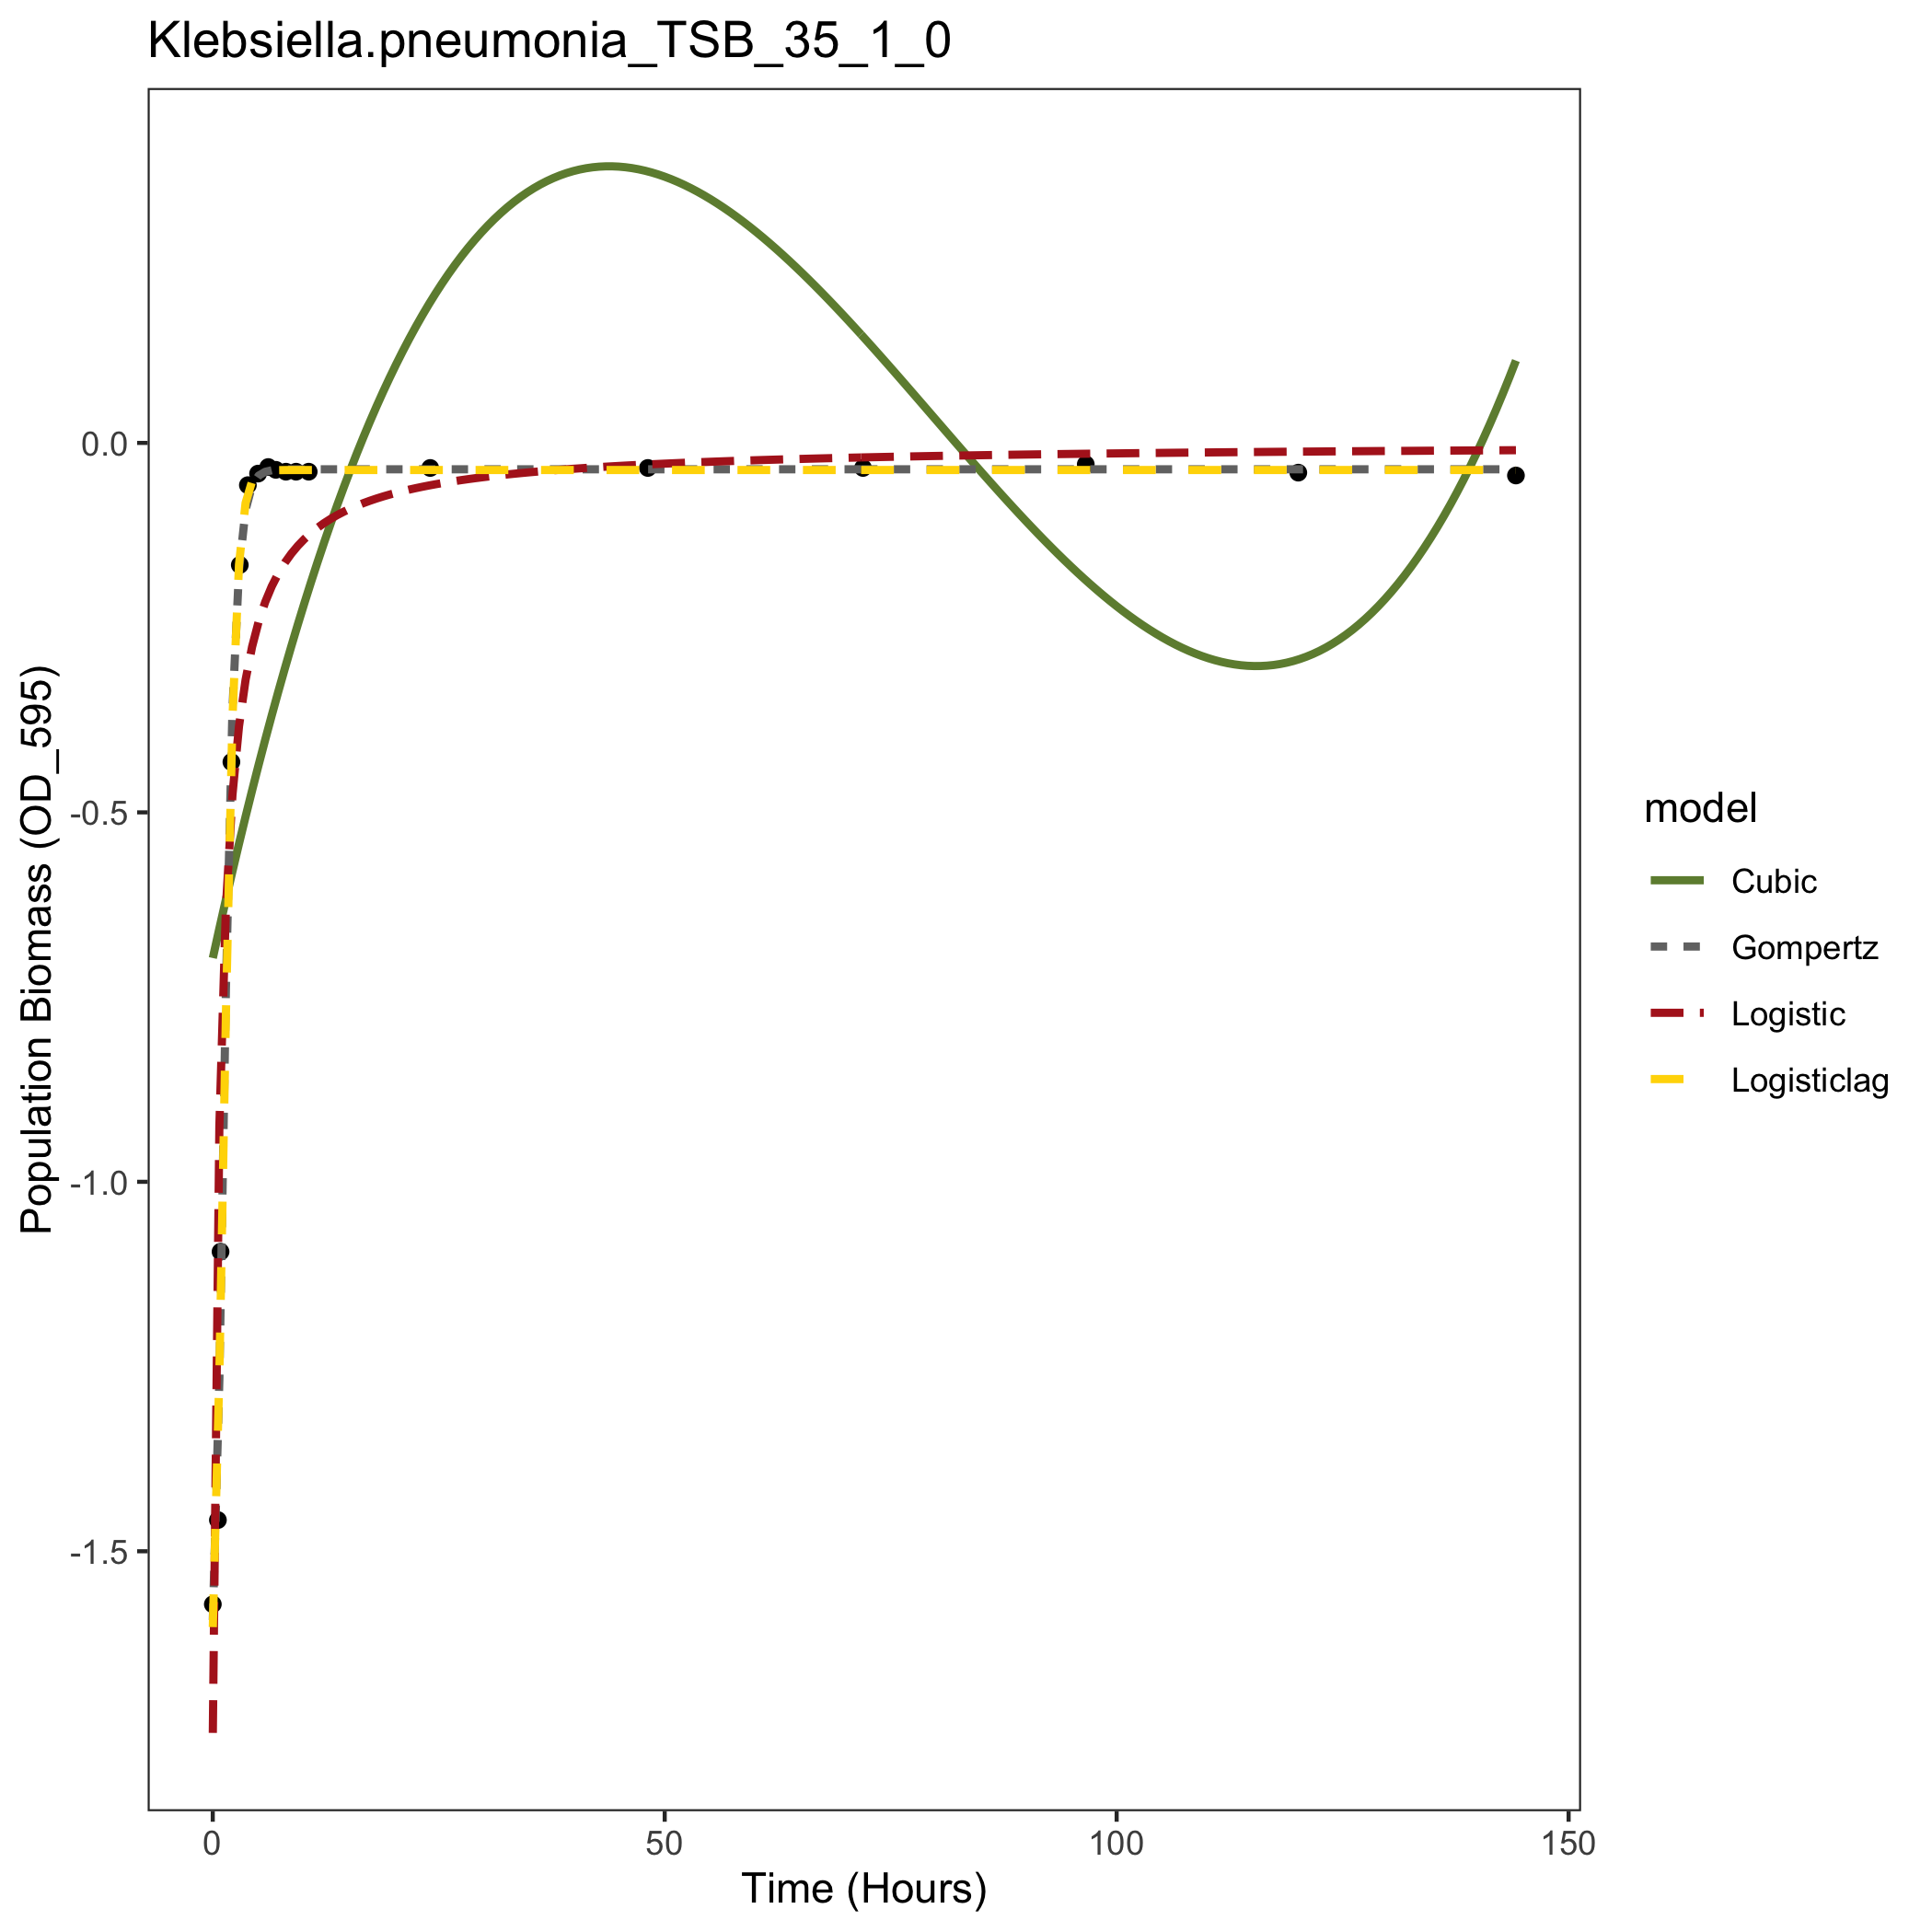 Klebsiella.pneumonia_TSB_35_1_0
Population Biomass (OD_595)
0.0
-0.5
-1.0
-1.5
0
50
100
150
Time (Hours)
model
Cubic
Gompertz
Logistic
Logisticlag